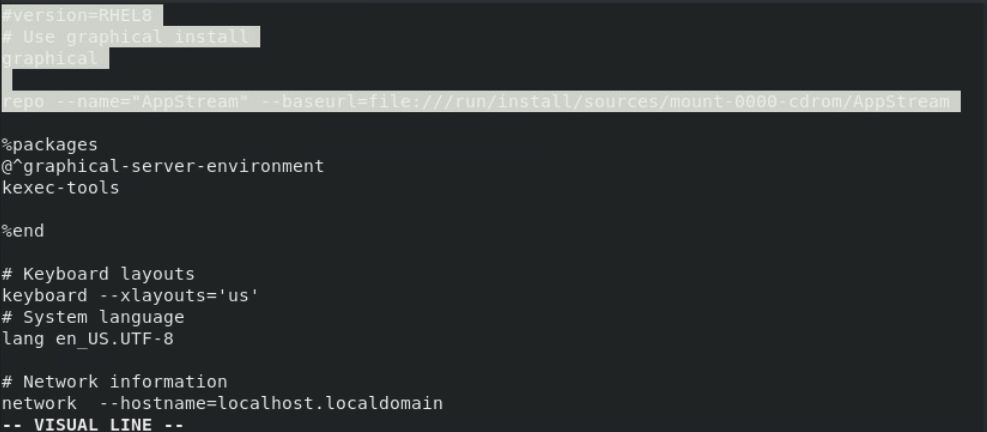 #version=RHEL8
# Use graphical install
graphical
repo --name="AppStream" --baseurl=file:///run/install/sources/mount-0000-cdrom/AppStream
%packages
@^graphical-server-environment
kexec-tools
%end
# Keyboard layouts
keyboard --xlayouts='us'
# System language
lang en_US.UTF-8
# Network information
network  --hostname=localhost.localdomain
-- VISUAL LINE --